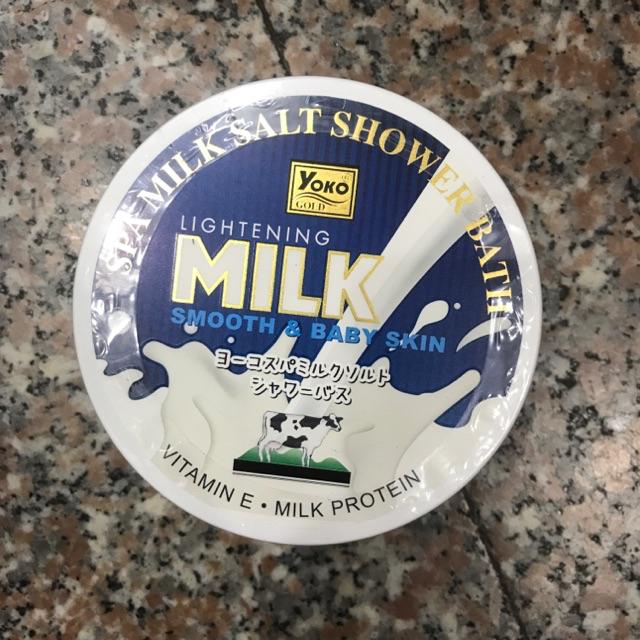 SPA MILK SALT SHOWER BATH
YOKO
GOLD
LIGHTENING
MILK
SMOOTH & BABY SKIN
ヨーコスパミルクソルト
シャワーバース
VITAMIN E • MILK PROTEIN